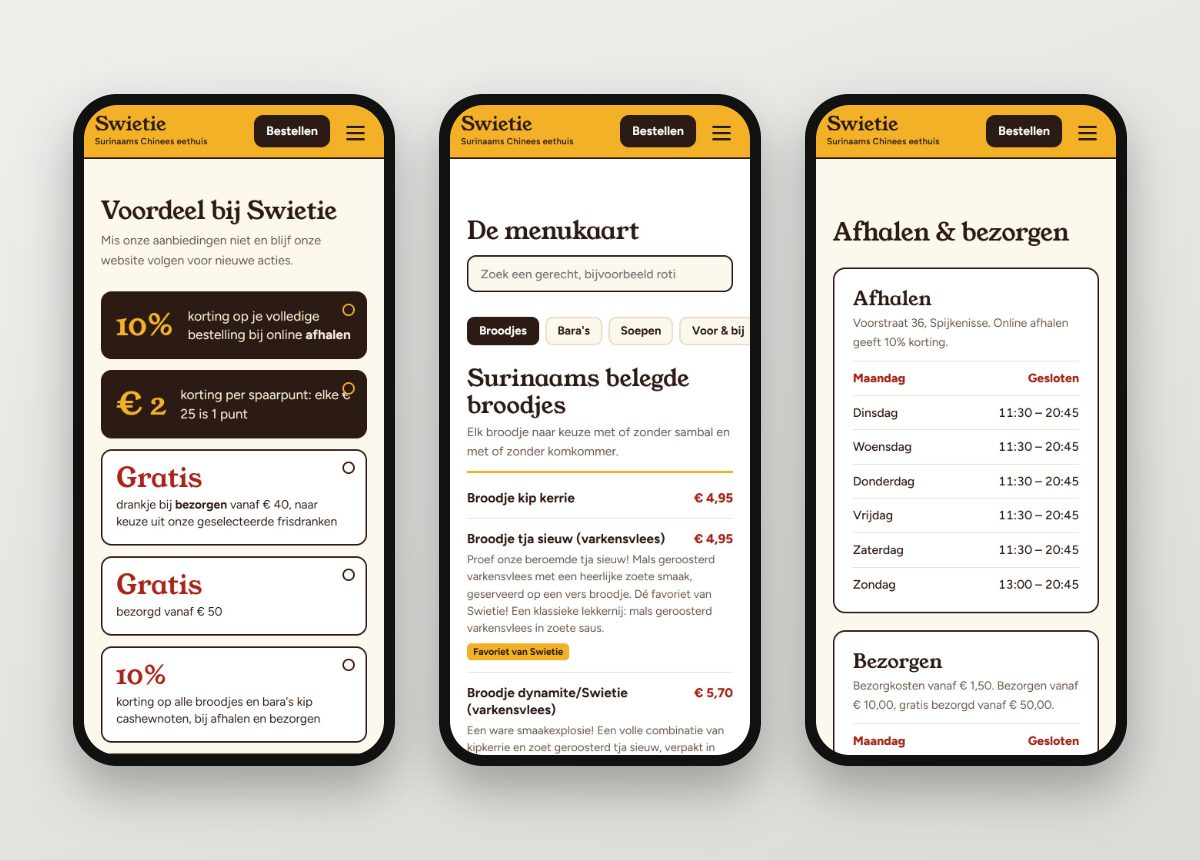 Swietie
Surinaams Chinees eethuis
Bestellen
Voordeel bij Swietie
Mis onze aanbiedingen niet en blijf onze
website volgen voor nieuwe acties.
10%
korting op je volledige
bestelling bij online afhalen
€ 2
korting per spaarpunt: elke €
25 is 1 punt
Gratis
drankje bij bezorgen vanaf € 40, naar
keuze uit onze geselecteerde frisdranken
Gratis
bezorgd vanaf € 50
10%
korting op alle broodjes en bara's kip
cashewnoten, bij afhalen en bezorgen
Swietie
Surinaams Chinees eethuis
Bestellen
De menukaart
Zoek een gerecht, bijvoorbeeld roti
Broodjes Bara's Soepen Voor & bij
Surinaams belegde
broodjes
Elk broodje naar keuze met of zonder sambal en
met of zonder komkommer.
Broodje kip kerrie € 4,95
Broodje tja sieuw (varkensvlees) € 4,95
Proef onze beroemde tja sieuw! Mals geroosterd
varkensvlees met een heerlijke zoete smaak,
geserveerd op een vers broodje. Dé favoriet van
Swietie! Een klassieke lekkernij: mals geroosterd
varkensvlees in zoete saus.
Favoriet van Swietie
Broodje dynamite/Swietie € 5,70
(varkensvlees)
Een ware smaakexplosie! Een volle combinatie van
kipkerrie en zoet geroosterd tja sieuw, verpakt in
Swietie
Surinaams Chinees eethuis
Bestellen
Afhalen & bezorgen
Afhalen
Voorstraat 36, Spijkenisse. Online afhalen
geeft 10% korting.
Maandag Gesloten
Dinsdag 11:30 – 20:45
Woensdag 11:30 – 20:45
Donderdag 11:30 – 20:45
Vrijdag 11:30 – 20:45
Zaterdag 11:30 – 20:45
Zondag 13:00 – 20:45
Bezorgen
Bezorgkosten vanaf € 1,50. Bezorgen vanaf
€ 10,00, gratis bezorgd vanaf € 50,00.
Maandag Gesloten